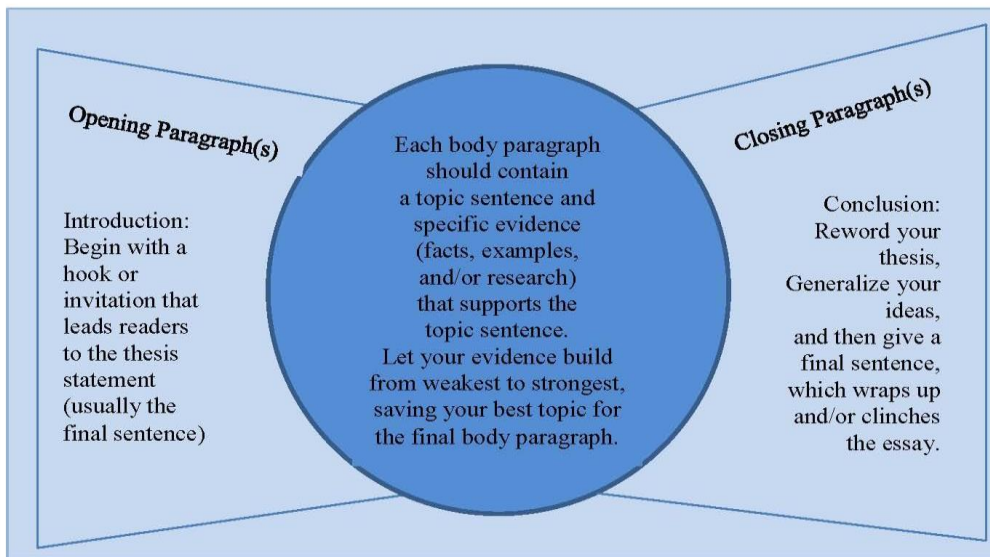 Opening Paragraph(s)
Introduction:
Begin with a
hook or
invitation that
leads readers
to the thesis
statement
(usually the
final sentence)
Each body paragraph
should contain
a topic sentence and
specific evidence
(facts, examples,
and/or research)
that supports the
topic sentence.
Let your evidence build
from weakest to strongest,
saving your best topic for
the final body paragraph.
Closing Paragraph(s)
Conclusion:
Reword your
thesis,
Generalize your
ideas,
and then give a
final sentence,
which wraps up
and/or clinches
the essay.